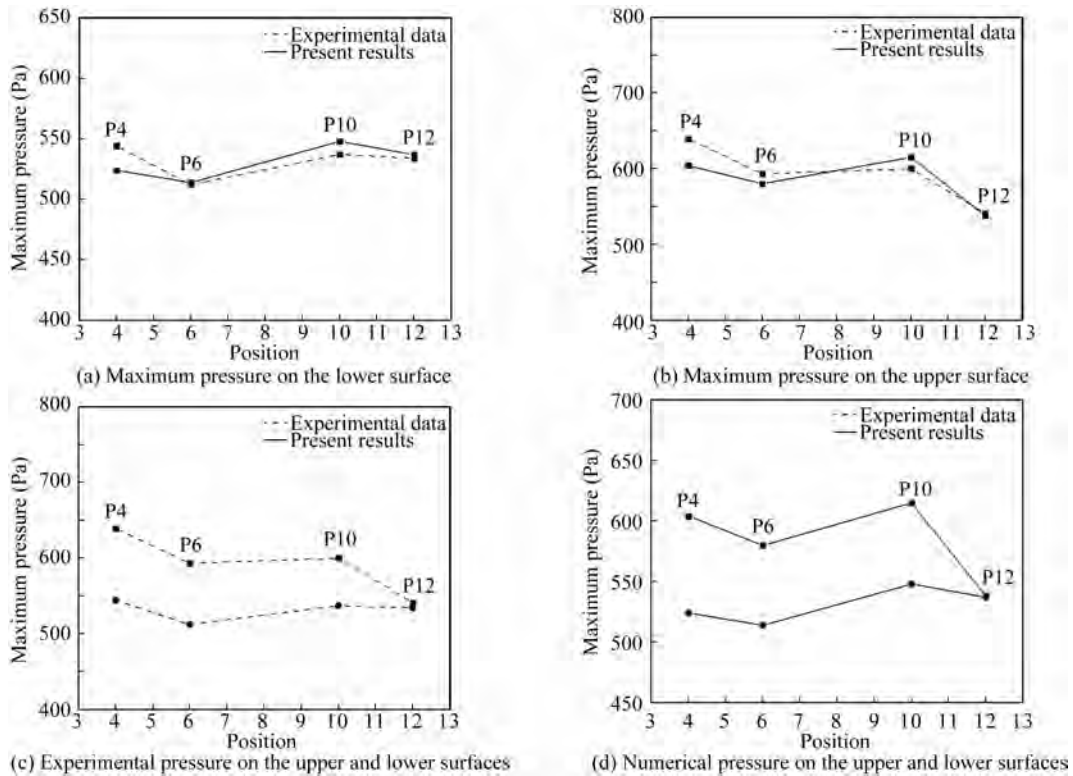 650
600
550
500
450
400
Maximum pressure (Pa)
Experimental data
Present results
P4
P6
P10
P12
3 4 5 6 7 8 9 10 11 12 13
Position
(a) Maximum pressure on the lower surface
800
700
600
500
400
Maximum pressure (Pa)
Experimental data
Present results
P4
P6
P10
P12
3 4 5 6 7 8 9 10 11 12 13
Position
(b) Maximum pressure on the upper surface
800
700
600
500
400
Maximum pressure (Pa)
Experimental data
Present results
P4
P6
P10
P12
3 4 5 6 7 8 9 10 11 12 13
Position
(c) Experimental pressure on the upper and lower surfaces
700
650
600
550
500
450
Maximum pressure (Pa)
Experimental data
Present results
P4
P6
P10
P12
3 4 5 6 7 8 9 10 11 12 13
Position
(d) Numerical pressure on the upper and lower surfaces